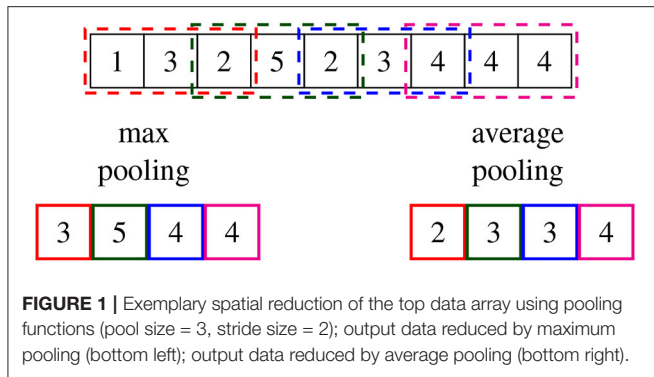 1 3 2 5 2 3 4 4 4
max
pooling
average
pooling
3 5 4 4
2 3 3 4
FIGURE 1 | Exemplary spatial reduction of the top data array using pooling
functions (pool size = 3, stride size = 2); output data reduced by maximum
pooling (bottom left); output data reduced by average pooling (bottom right).